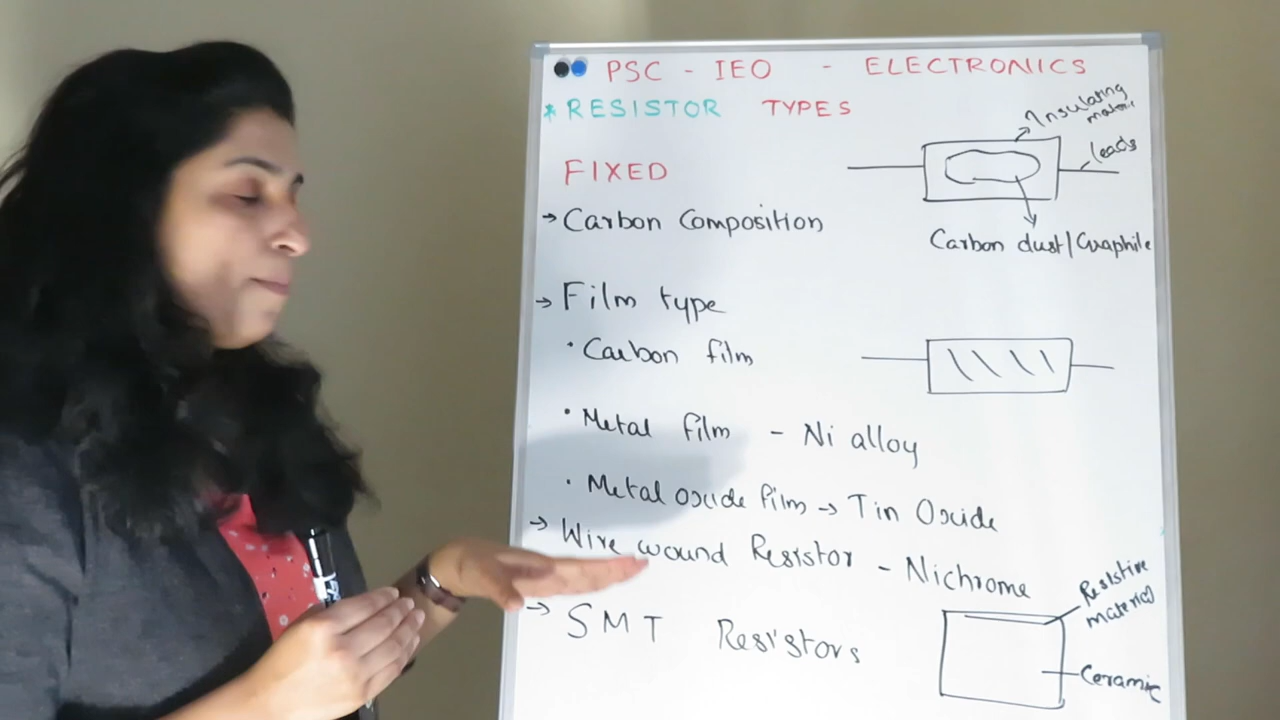 PSC - IEO - ELECTRONICS
* RESISTOR TYPES
Insulating
leads
FIXED
→ Carbon Composition
Carbon dust/Graphile
→ Film type
· Carbon film
· Metal film - Ni alloy
· Metal oxide film → Tin Oxide
→ Wire wound Resistor - Nichrome
Resistive
material
→ SMT Resistors
Ceramic